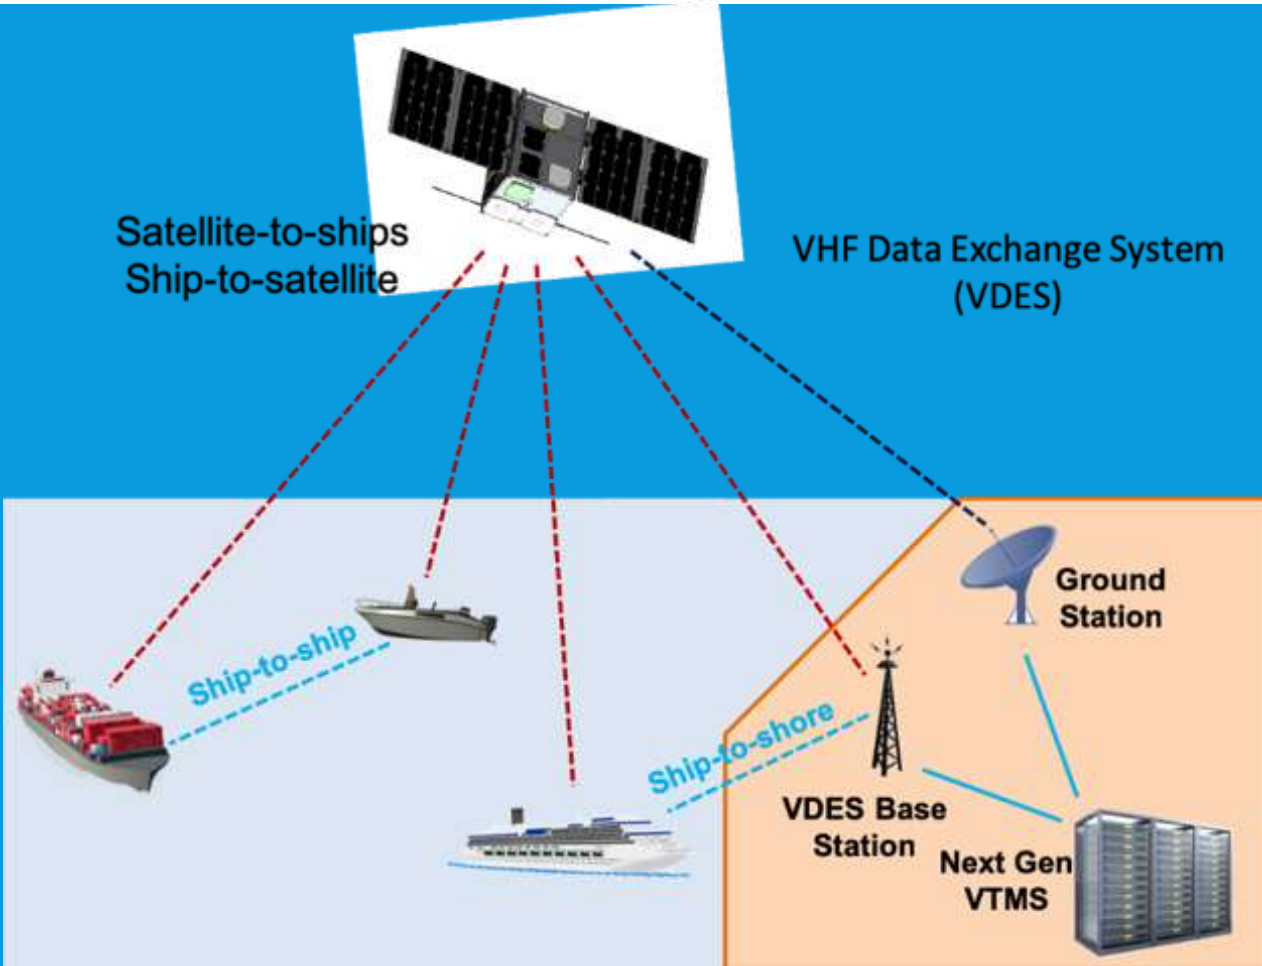 Satellite-to-ships
Ship-to-satellite
VHF Data Exchange System
(VDES)
Ground
Station
Ship-to-ship
Ship-to-shore
VDES Base
Station
Next Gen
VTMS